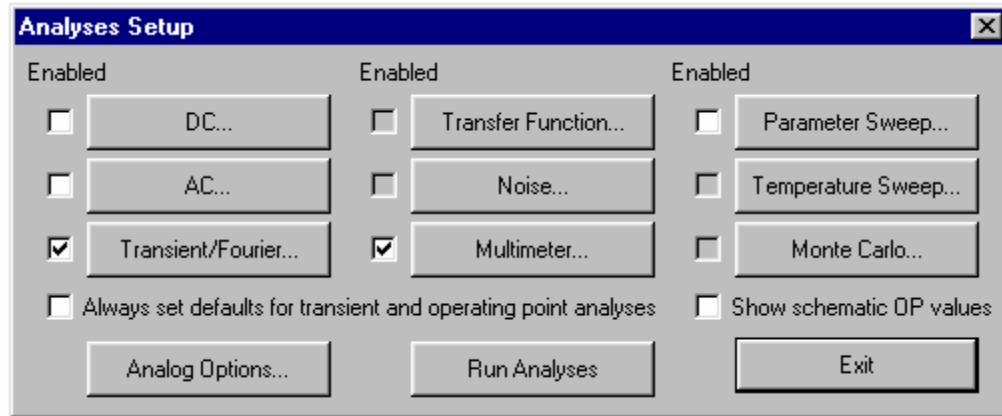 Analyses Setup
Enabled Enabled Enabled
DC... Transfer Function... Parameter Sweep...
AC... Noise... Temperature Sweep...
Transient/Fourier... Multimeter... Monte Carlo...
Always set defaults for transient and operating point analyses Show schematic OP values
Analog Options... Run Analyses Exit